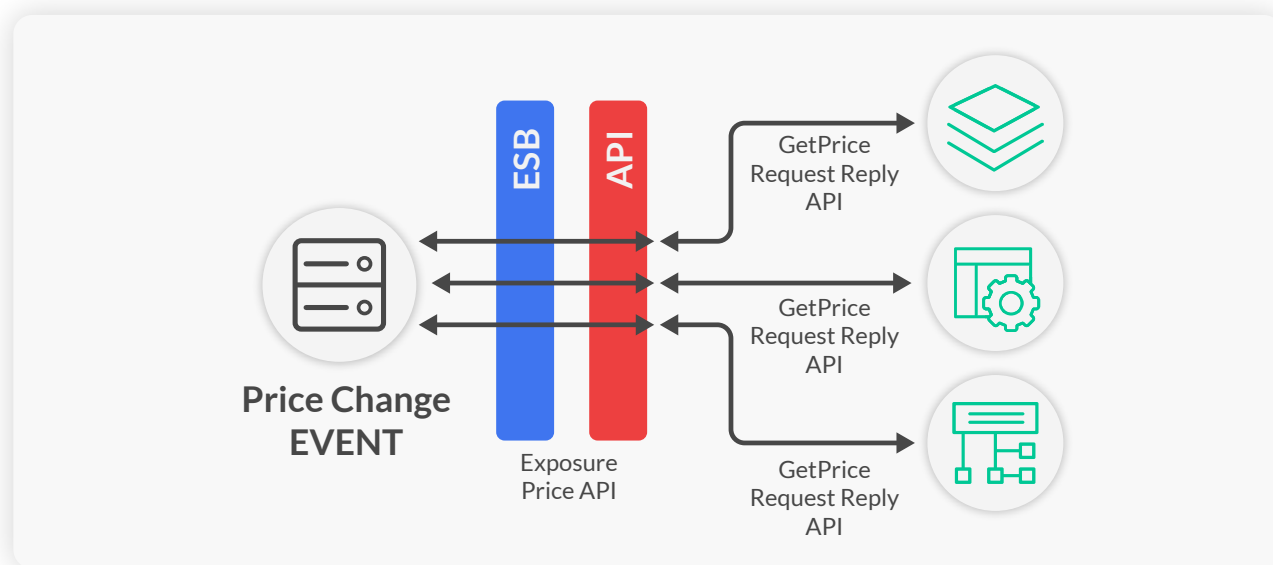 ESB
API
GetPrice
Request Reply
API
GetPrice
Request Reply
API
Price Change
EVENT
Exposure
Price API
GetPrice
Request Reply
API